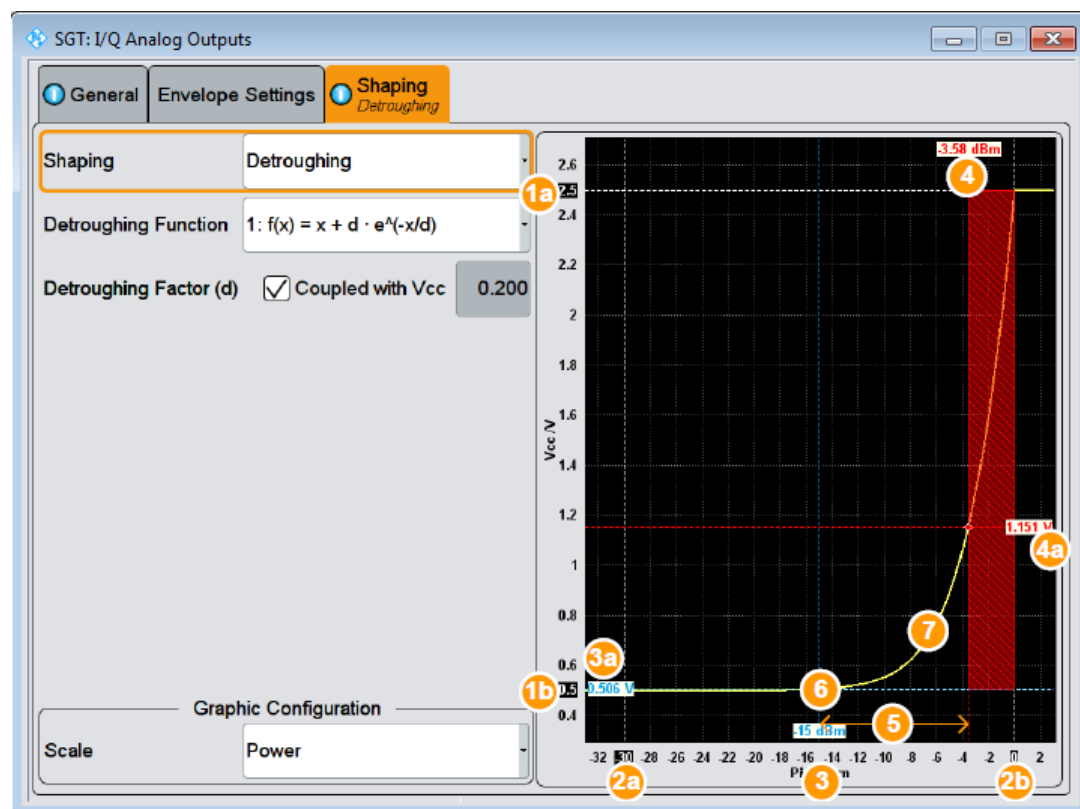 SGT: I/Q Analog Outputs
General
Envelope Settings
Shaping
Detroughing
Shaping
Detroughing
Detroughing Function
1: f(x) = x + d · e^(-x/d)
Detroughing Factor (d)
Coupled with Vcc
0.200
Graphic Configuration
Scale
Power
-3.58 dBm
4
2.6
1a
2.5
2.4
2.2
2
1.8
1.6
Vcc /V
1.4
1.2
1.151 V
4a
1
0.8
7
3a
0.6
1b
0.5
0.506 V
6
0.4
5
-15 dBm
-32 -30 -28 -26 -24 -22 -20 -18 -16 -14 -12 -10 -8 -6 -4 -2 0 2
2a
3
2b